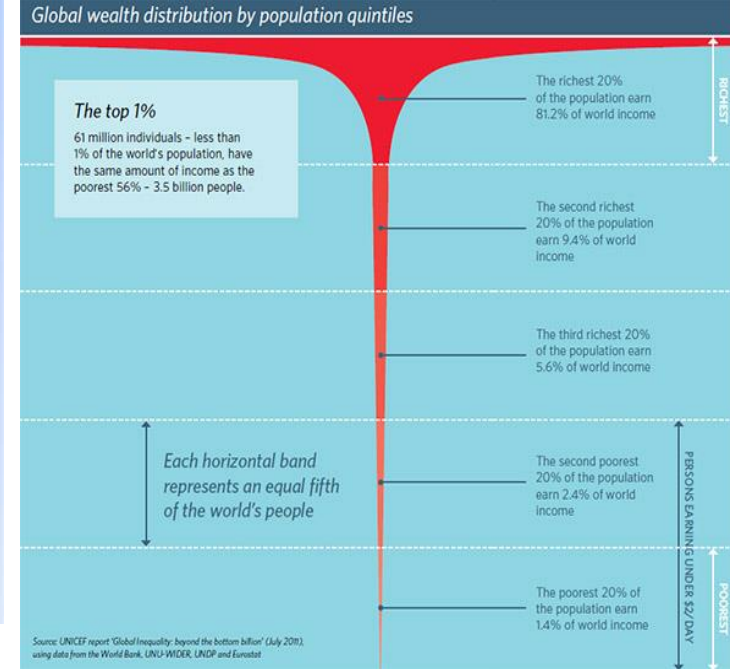 Global wealth distribution by population quintiles
The top 1%
61 million individuals – less than
1% of the world's population, have
the same amount of income as the
poorest 56% – 3.5 billion people.
The richest 20%
of the population earn
81.2% of world income
RICHEST
The second richest
20% of the population
earn 9.4% of world
income
The third richest 20%
of the population earn
5.6% of world income
Each horizontal band
represents an equal fifth
of the world's people
The second poorest
20% of the population
earn 2.4% of world
income
PERSONS EARNING UNDER $2/DAY
The poorest 20% of
the population earn
1.4% of world income
POOREST
Source: UNICEF report 'Global Inequality: beyond the bottom billion' (July 2011),
using data from the World Bank, UNU-WIDER, UNDP and Eurostat